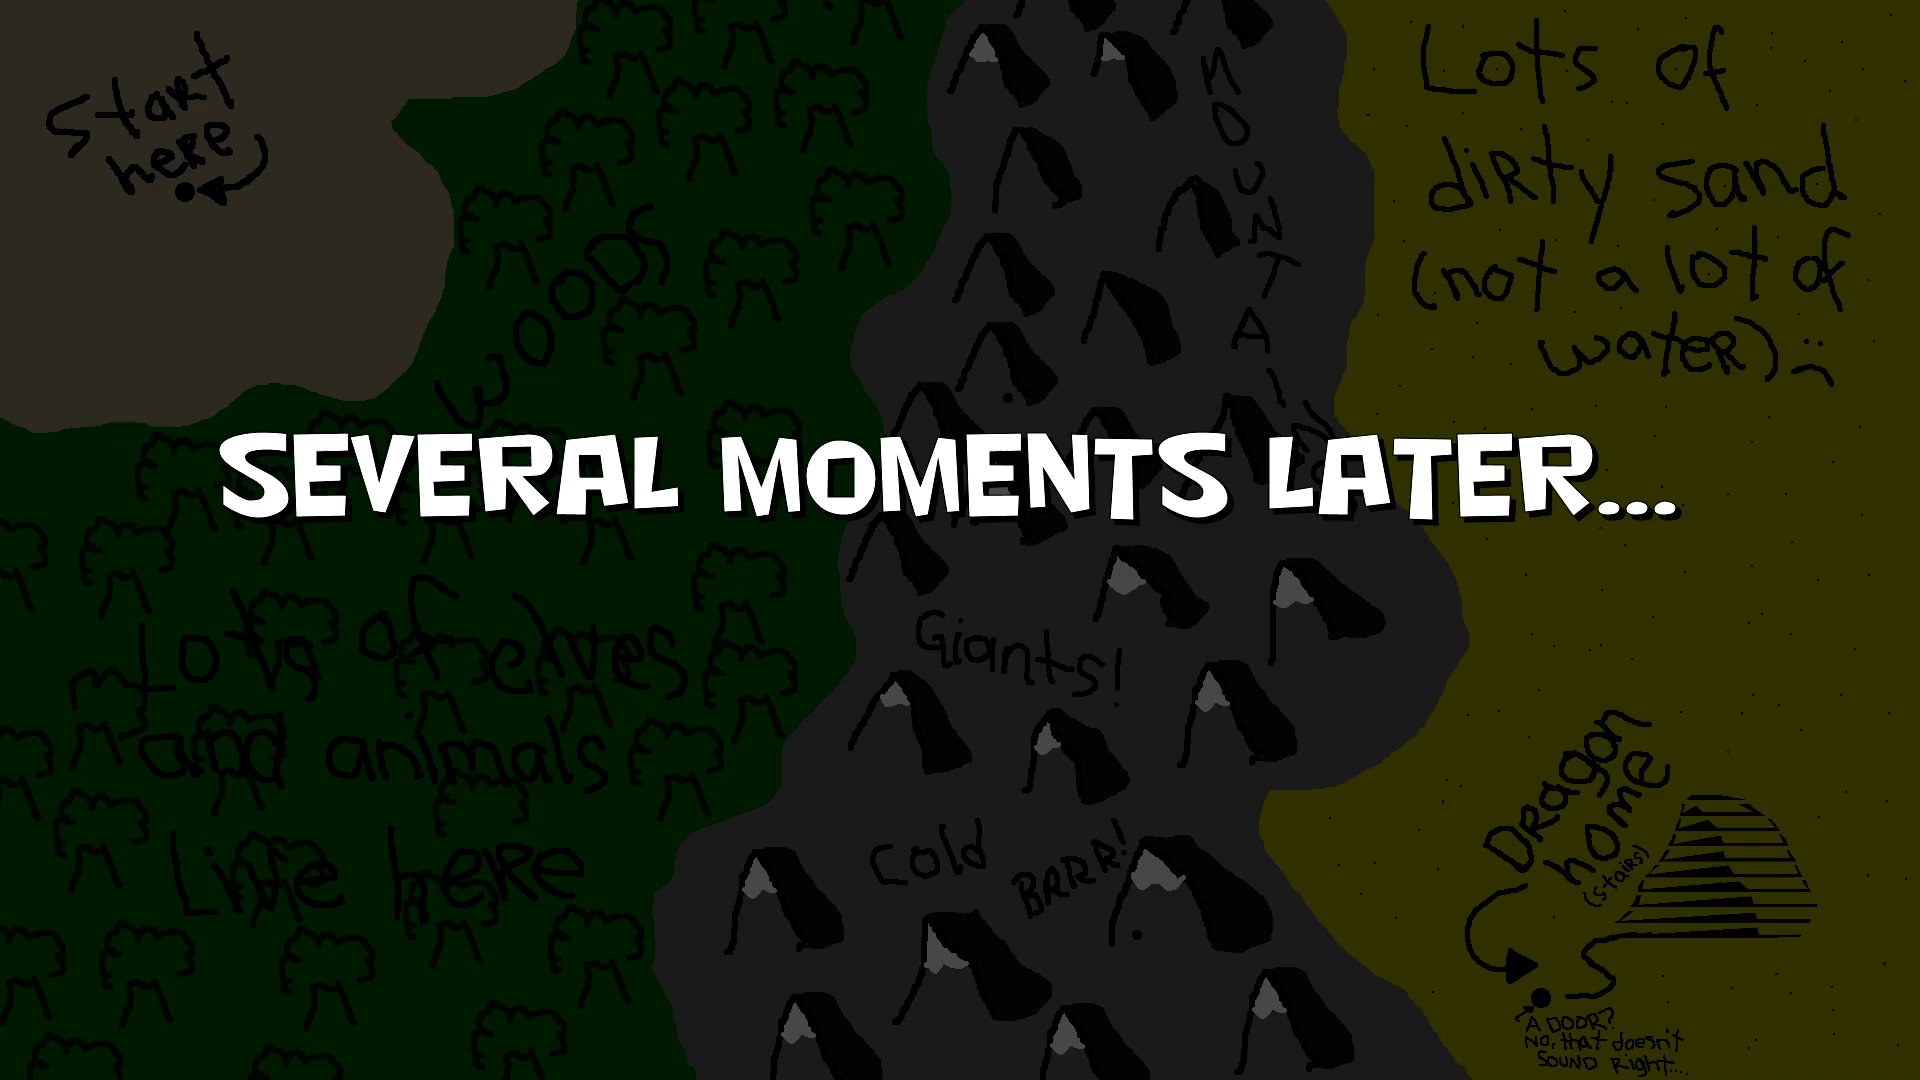 Start
here
WOODS
MOUNTAINS
Lots of
dirty sand
(not a lot of
water) :(
SEVERAL MOMENTS LATER...
Lots of elves
and animals
Live here
Giants!
Cold
BRRR!
Dragon
home
(stairs)
A DOOR?
No, that doesn't
SOUND Right...